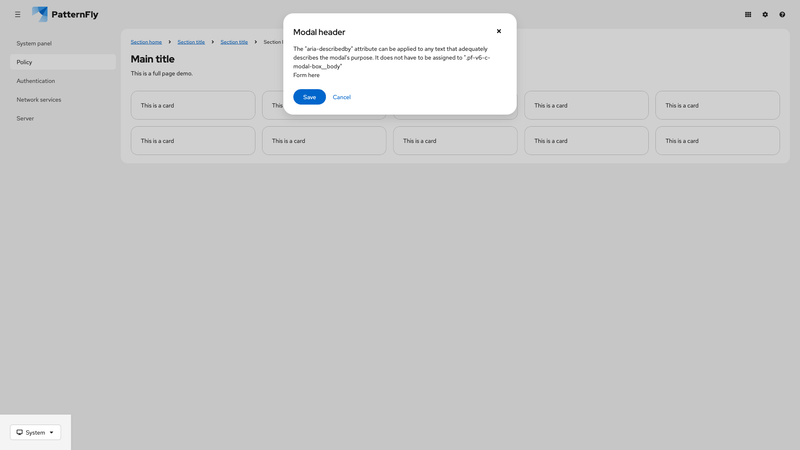 PatternFly
System panel
Policy
Authentication
Network services
Server
Section home
Section title
Section title
Main title
This is a full page demo.
This is a card
This is a card
This is a card
This is a card
This is a card
This is a card
This is a card
This is a card
Modal header
The "aria-describedby" attribute can be applied to any text that adequately
describes the modal's purpose. It does not have to be assigned to ".pf-v6-c-
modal-box__body"
Form here
Save
Cancel
System